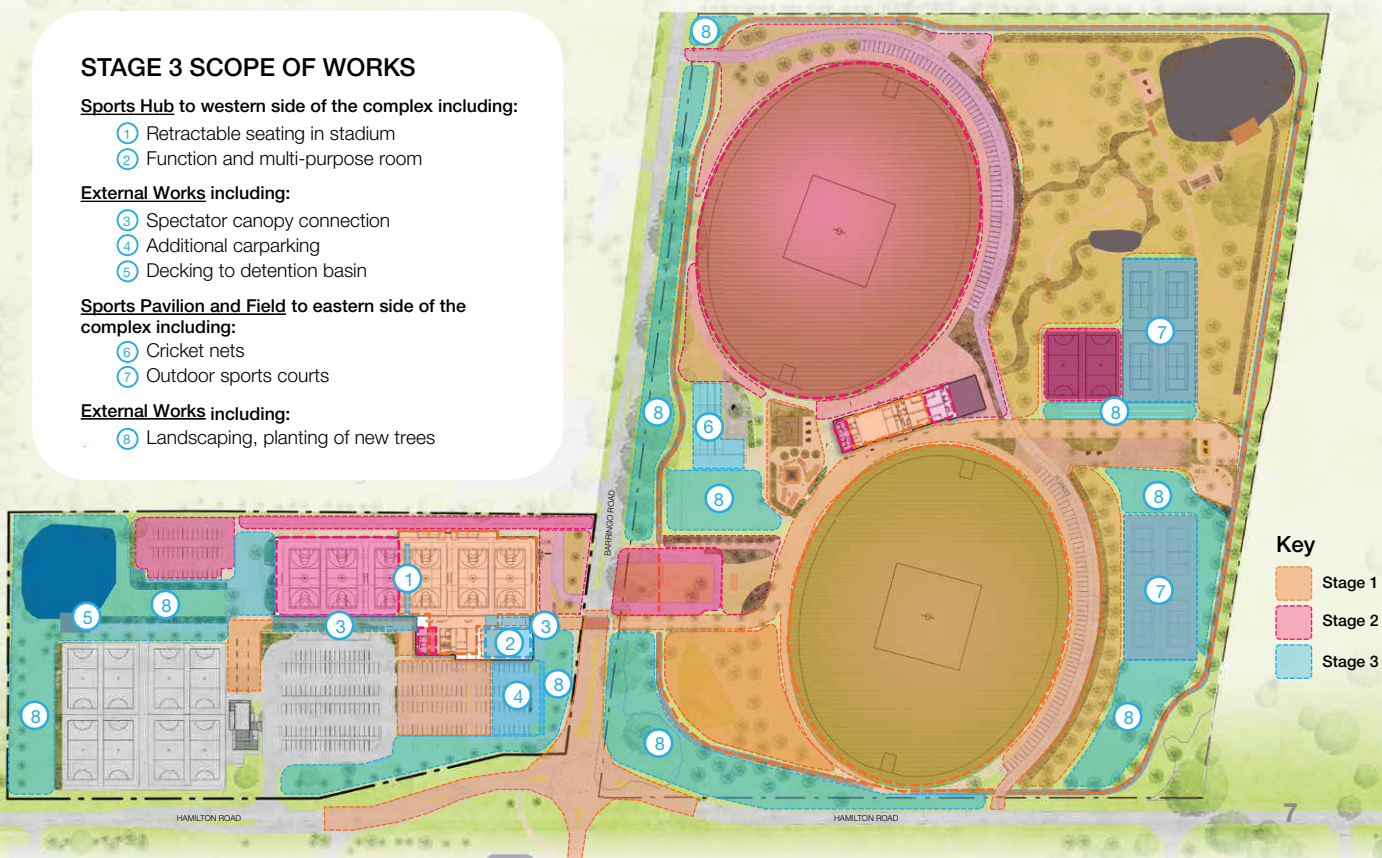 STAGE 3 SCOPE OF WORKS
Sports Hub to western side of the complex including:
1 Retractable seating in stadium
2 Function and multi-purpose room
External Works including:
3 Spectator canopy connection
4 Additional carparking
5 Decking to detention basin
Sports Pavilion and Field to eastern side of the
complex including:
6 Cricket nets
7 Outdoor sports courts
External Works including:
8 Landscaping, planting of new trees
8
7
8
8
6
8
8
7
8
8
BARRINGO ROAD
1
8
5
3
3
2
4
8
8
HAMILTON ROAD
HAMILTON ROAD
Key
Stage 1
Stage 2
Stage 3
7